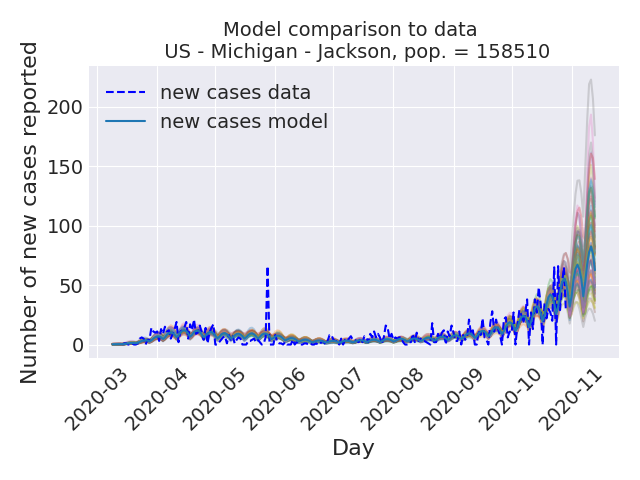 Model comparison to data
US - Michigan - Jackson, pop. = 158510
Number of new cases reported
200
150
100
50
0
new cases data
new cases model
2020-03
2020-04
2020-05
2020-06
2020-07
2020-08
2020-09
2020-10
2020-11
Day